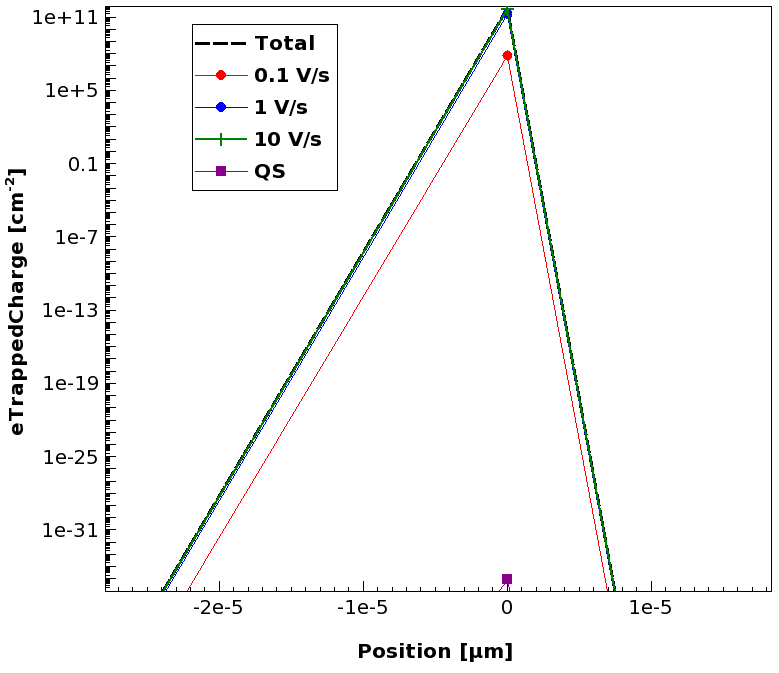 1e+11
1e+5
0.1
1e-7
1e-13
1e-19
1e-25
1e-31
eTrappedCharge [cm-2]
Total
0.1 V/s
1 V/s
10 V/s
QS
-2e-5
-1e-5
0
1e-5
Position [µm]